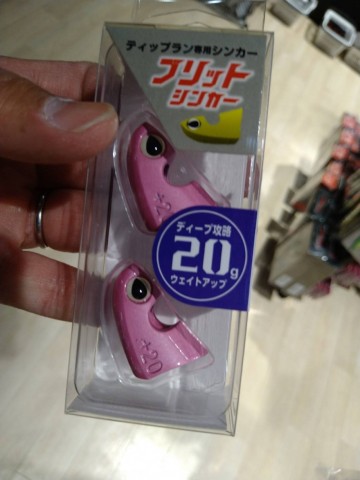 ティップラン専用シンカー
フリット
シンカー
+2
ディープ攻略
20g
ウェイトアップ
+20